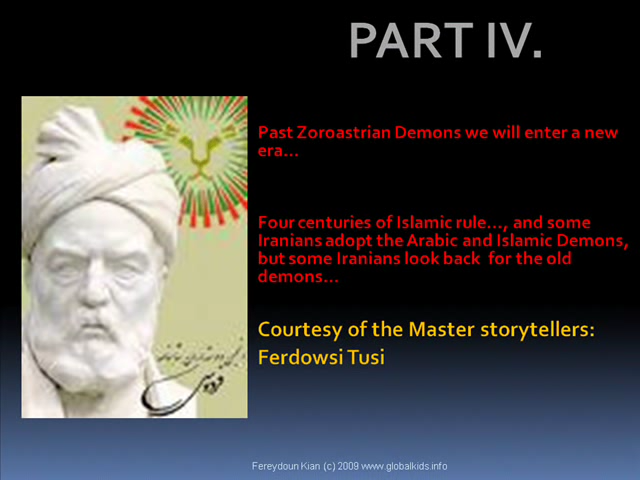 PART IV.
Past Zoroastrian Demons we will enter a new
era...
Four centuries of Islamic rule..., and some
Iranians adopt the Arabic and Islamic Demons,
but some Iranians look back  for the old
demons...
Courtesy of the Master storytellers:
Ferdowsi Tusi
فردوسی
Fereydoun Kian (c) 2009 www.globalkids.info